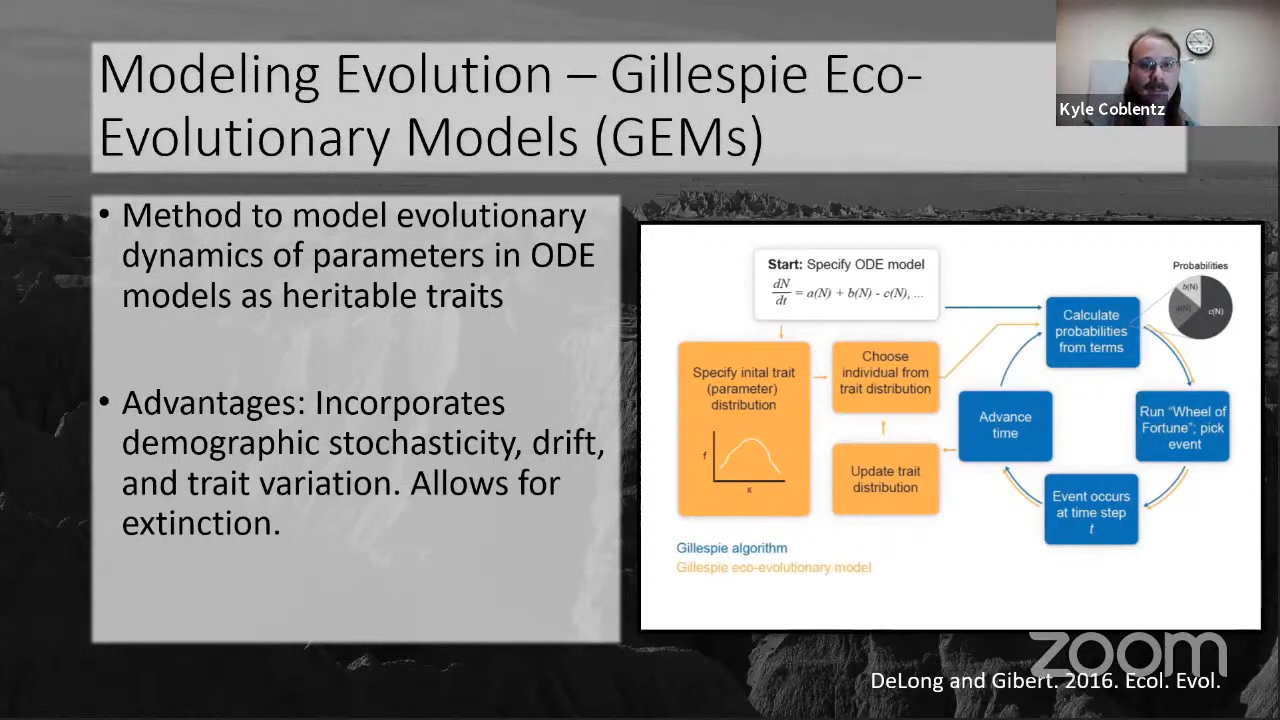 Modeling Evolution – Gillespie Eco-
Evolutionary Models (GEMs)
Kyle Coblentz
• Method to model evolutionary
dynamics of parameters in ODE
models as heritable traits
• Advantages: Incorporates
demographic stochasticity, drift,
and trait variation. Allows for
extinction.
Start: Specify ODE model
dN/dt = a(N) + b(N) - c(N), ...
Probabilities
b(N)
a(N)
c(N)
Calculate
probabilities
from terms
Specify inital trait
(parameter)
distribution
f
x
Choose
individual from
trait distribution
Update trait
distribution
Advance
time
Run “Wheel of
Fortune”; pick
event
Event occurs
at time step
t
Gillespie algorithm
Gillespie eco-evolutionary model
zoom
DeLong and Gibert. 2016. Ecol. Evol.